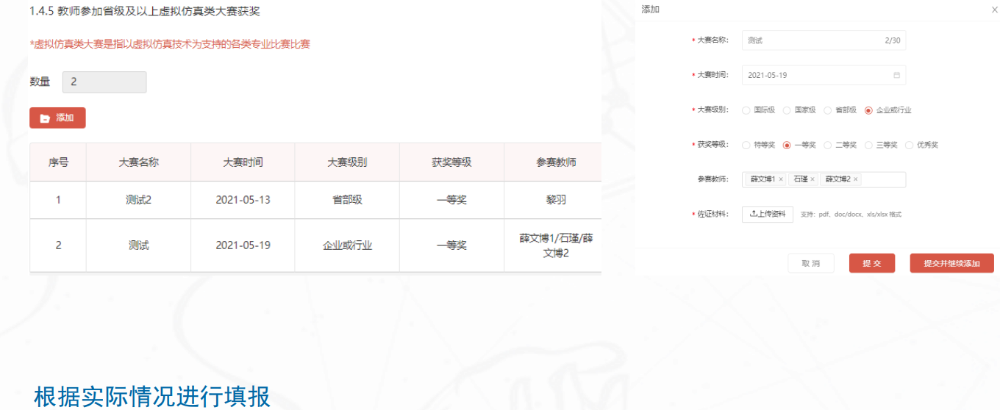 1.4.5 教师参加省级及以上虚拟仿真类大赛获奖
*虚拟仿真类大赛是指以虚拟仿真技术为支持的各类专业比赛比赛
数量 2
添加
序号 大赛名称 大赛时间 大赛级别 获奖等级 参赛教师
1 测试2 2021-05-13 省部级 一等奖 黎羽
2 测试 2021-05-19 企业或行业 一等奖 薛文博1/石瑾/薛
文博2
添加 ×
* 大赛名称: 测试 2/30
* 大赛时间: 2021-05-19
* 大赛级别: 国际级 国家级 省部级 企业或行业
* 获奖等级: 特等奖 一等奖 二等奖 三等奖 优秀奖
参赛教师: 薛文博1 × 石瑾 × 薛文博2 ×
* 佐证材料: 上传资料 支持: pdf、doc/docx、xls/xlsx 格式
取 消 提 交 提交并继续添加
根据实际情况进行填报